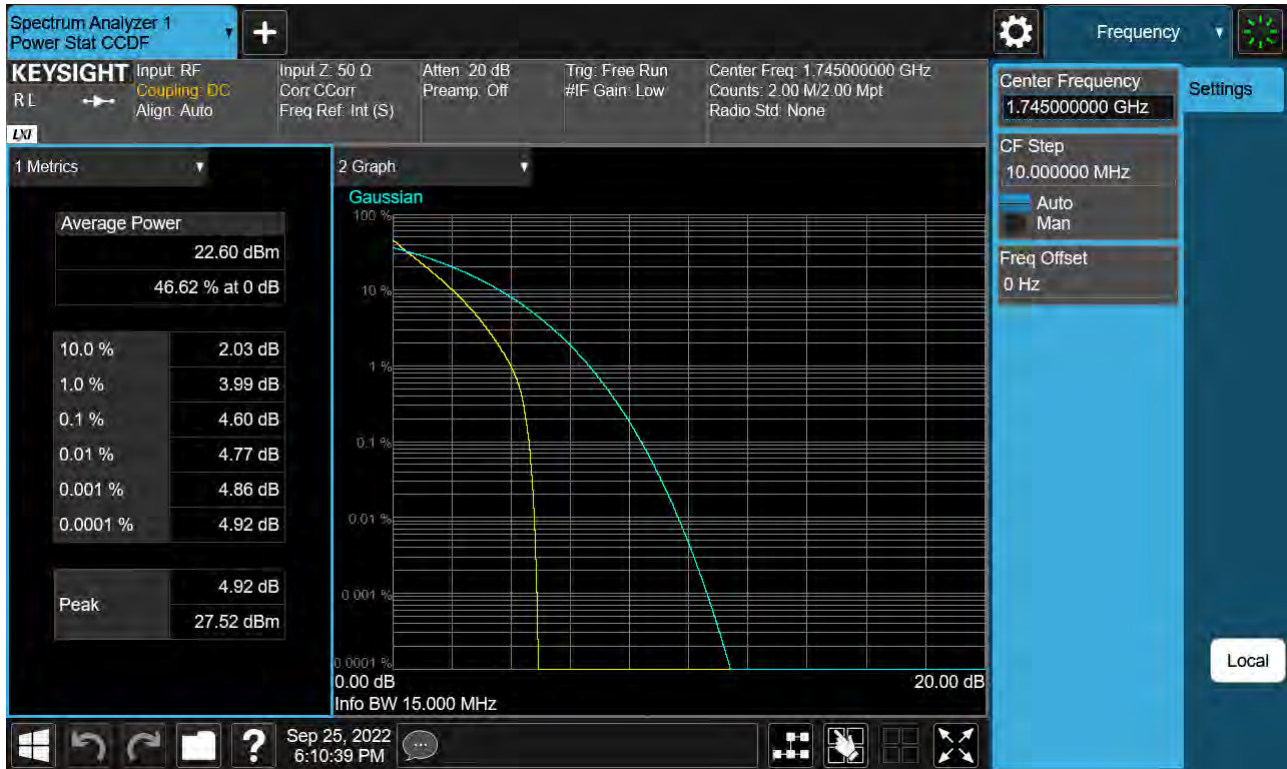 Spectrum Analyzer 1
Power Stat CCDF
+
Frequency
KEYSIGHT
RL
LXI
Input: RF
Coupling: DC
Align: Auto
Input Z: 50 Ω
Corr CCorr
Freq Ref: Int (S)
Atten: 20 dB
Preamp: Off
Trig: Free Run
#IF Gain: Low
Center Freq: 1.745000000 GHz
Counts: 2.00 M/2.00 Mpt
Radio Std: None
Center Frequency
1.745000000 GHz
Settings
CF Step
10.000000 MHz
Auto
Man
Freq Offset
0 Hz
1 Metrics
Average Power
22.60 dBm
46.62 % at 0 dB
10.0 % 2.03 dB
1.0 % 3.99 dB
0.1 % 4.60 dB
0.01 % 4.77 dB
0.001 % 4.86 dB
0.0001 % 4.92 dB
Peak
4.92 dB
27.52 dBm
2 Graph
Gaussian
100 %
10 %
1 %
0.1 %
0.01 %
0.001 %
0.0001 %
0.00 dB
20.00 dB
Info BW 15.000 MHz
Local
?
Sep 25, 2022
6:10:39 PM